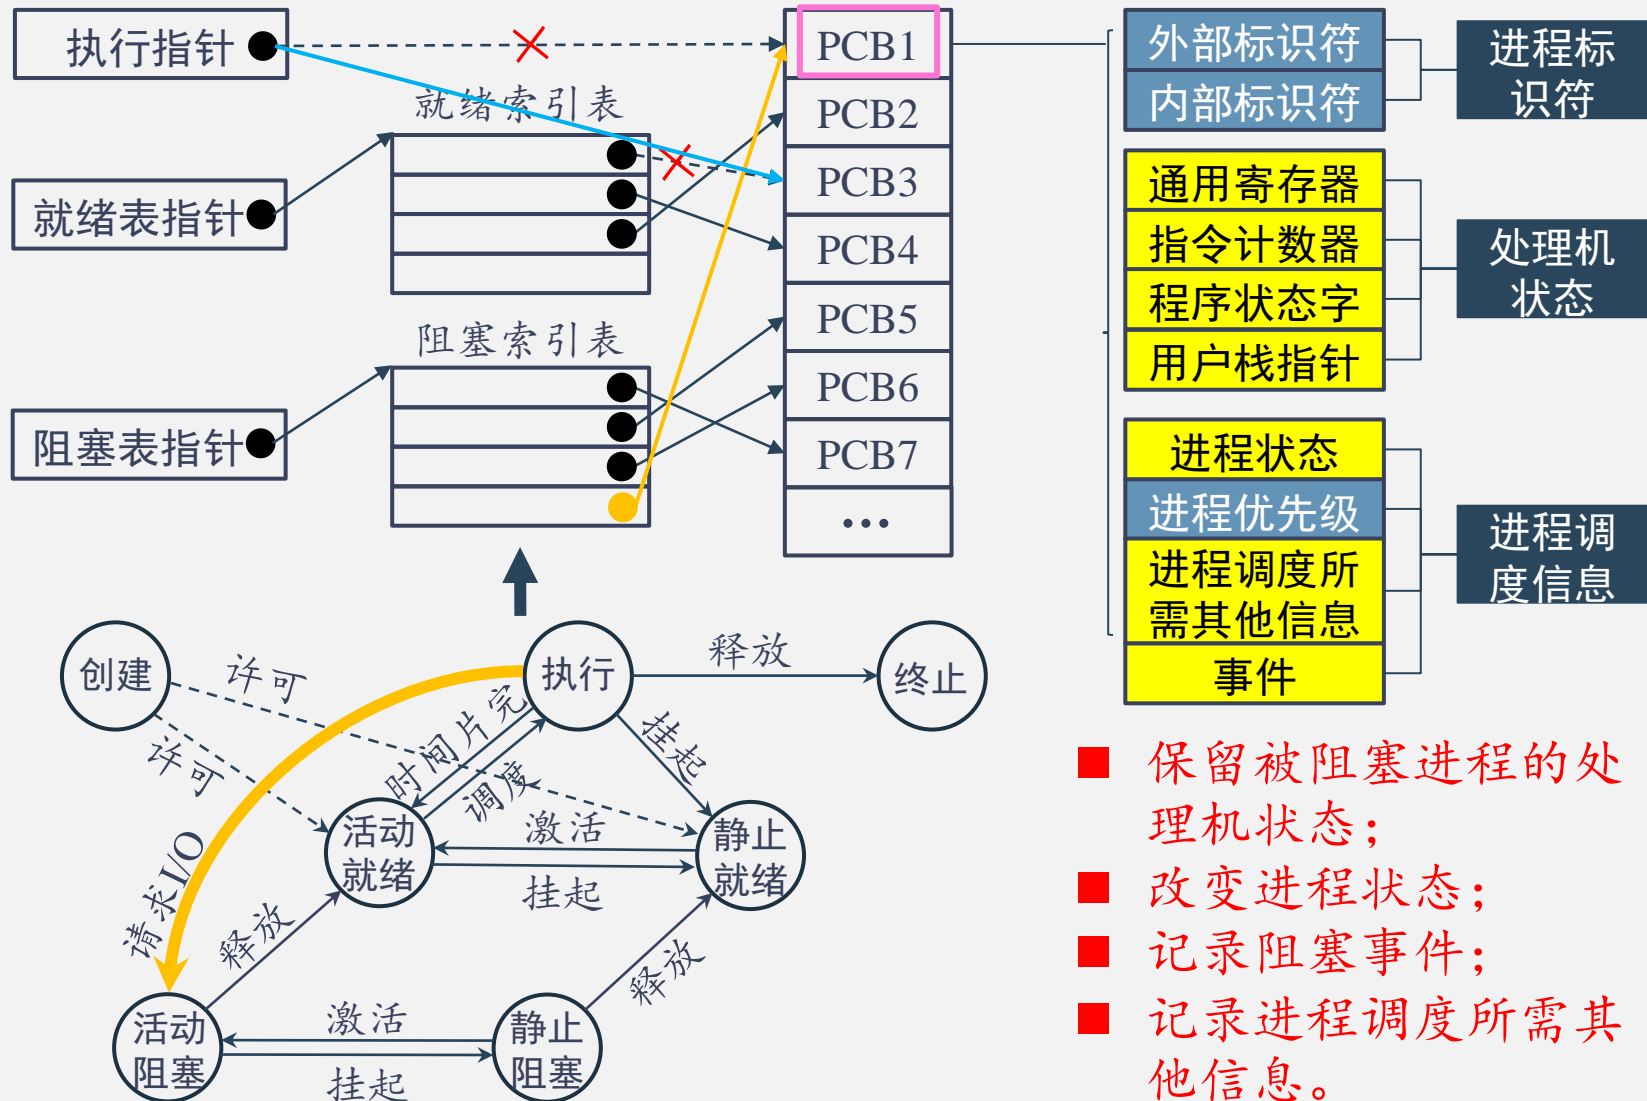 执行指针
就绪索引表
就绪表指针
阻塞索引表
阻塞表指针
PCB1
PCB2
PCB3
PCB4
PCB5
PCB6
PCB7
...
外部标识符
内部标识符
进程标
识符
通用寄存器
指令计数器
程序状态字
用户栈指针
处理机
状态
进程状态
进程优先级
进程调度所
需其他信息
事件
进程调
度信息
创建
许可
许可
执行
释放
终止
时间片完
调度
挂起
活动
就绪
激活
挂起
静止
就绪
请求I/O
释放
释放
活动
阻塞
激活
挂起
静止
阻塞
保留被阻塞进程的处
理机状态；
改变进程状态；
记录阻塞事件；
记录进程调度所需其
他信息。